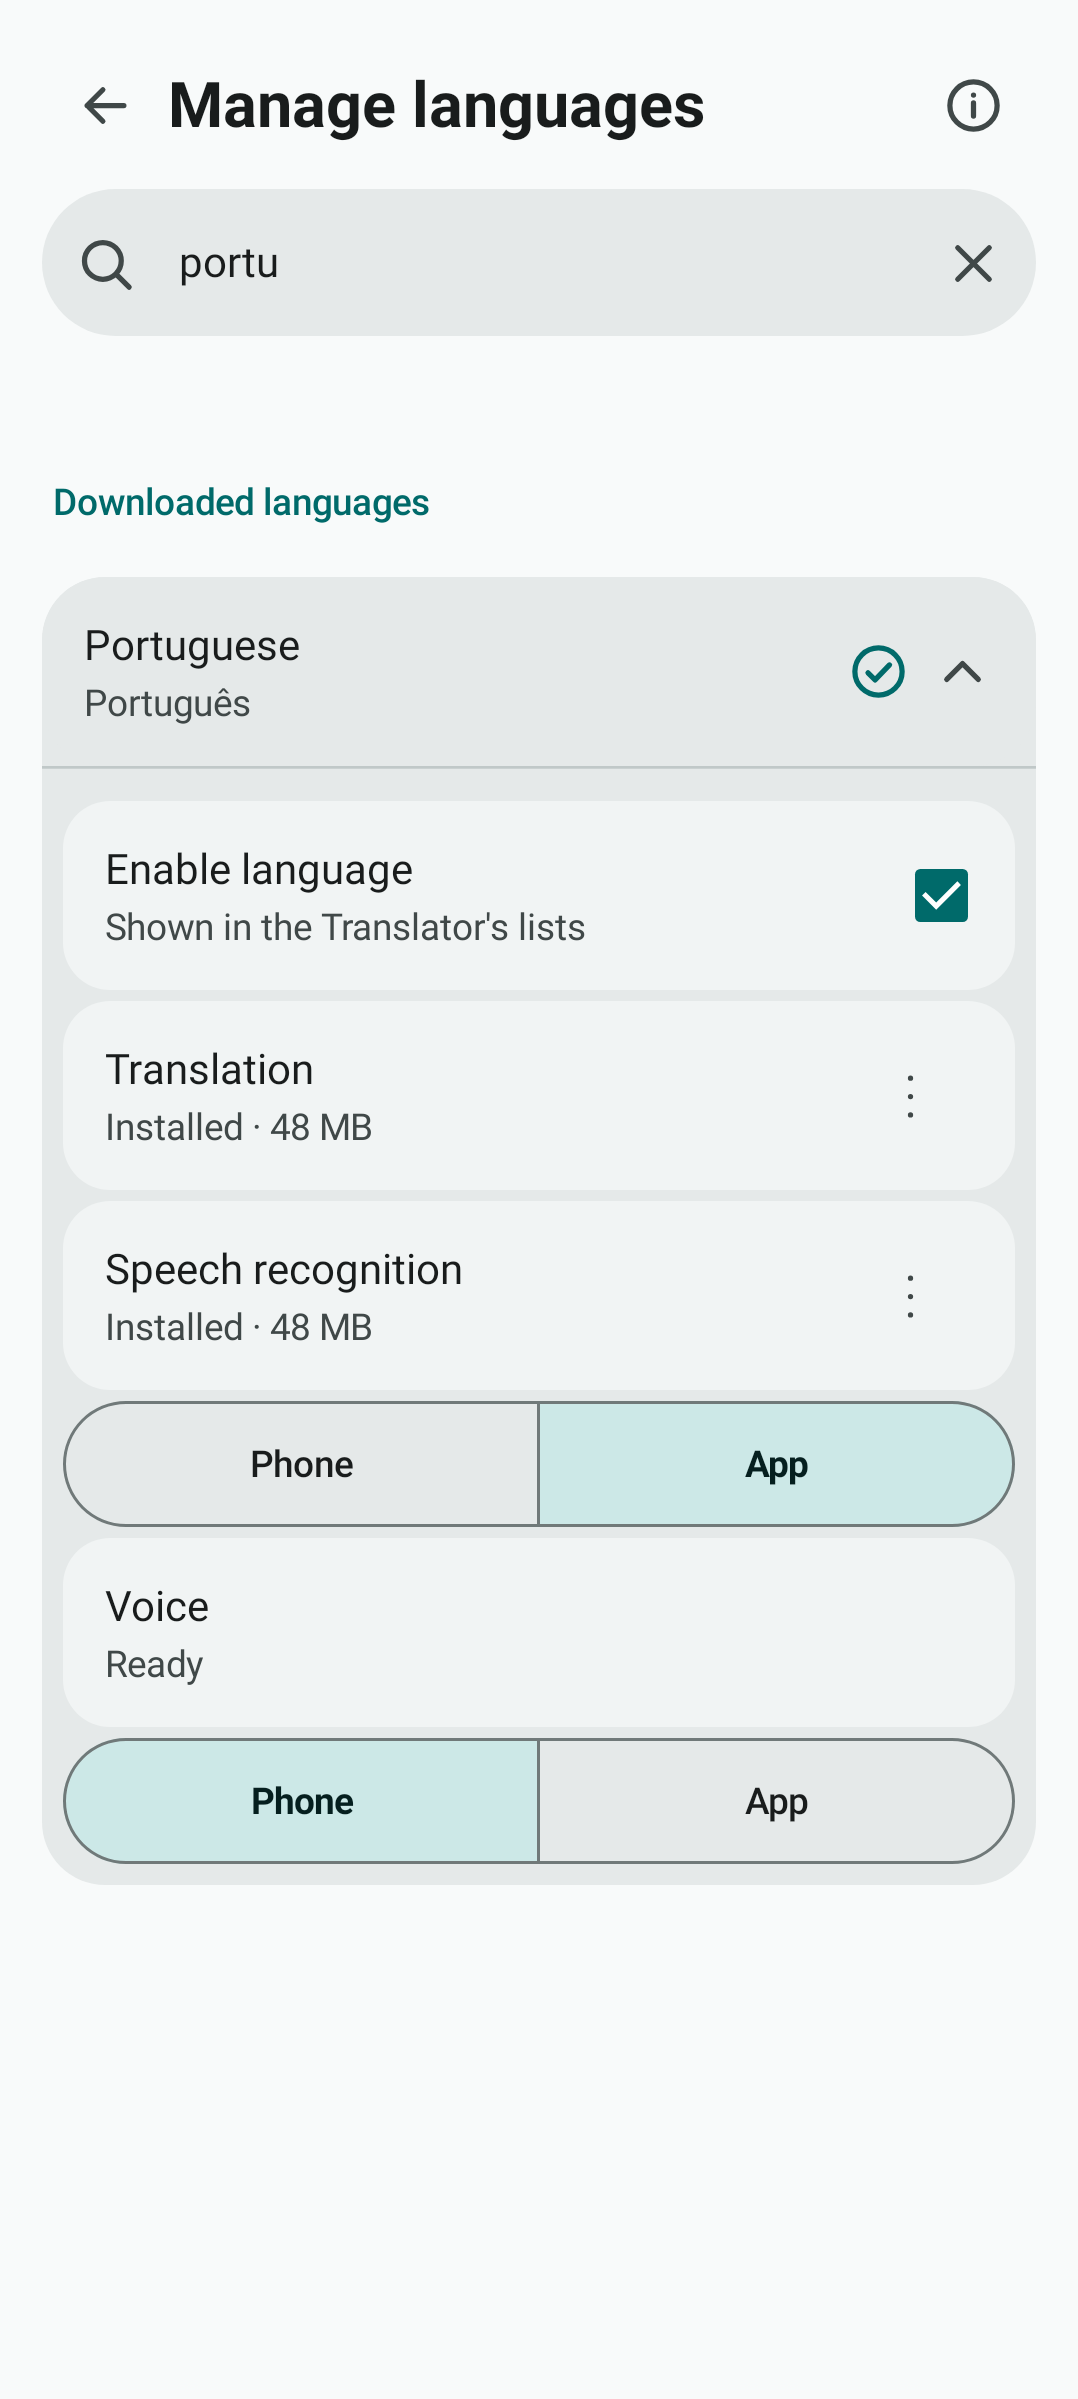 Manage languages
portu
Downloaded languages
Portuguese
Português
Enable language
Shown in the Translator's lists
Translation
Installed · 48 MB
Speech recognition
Installed · 48 MB
Phone
App
Voice
Ready
Phone
App